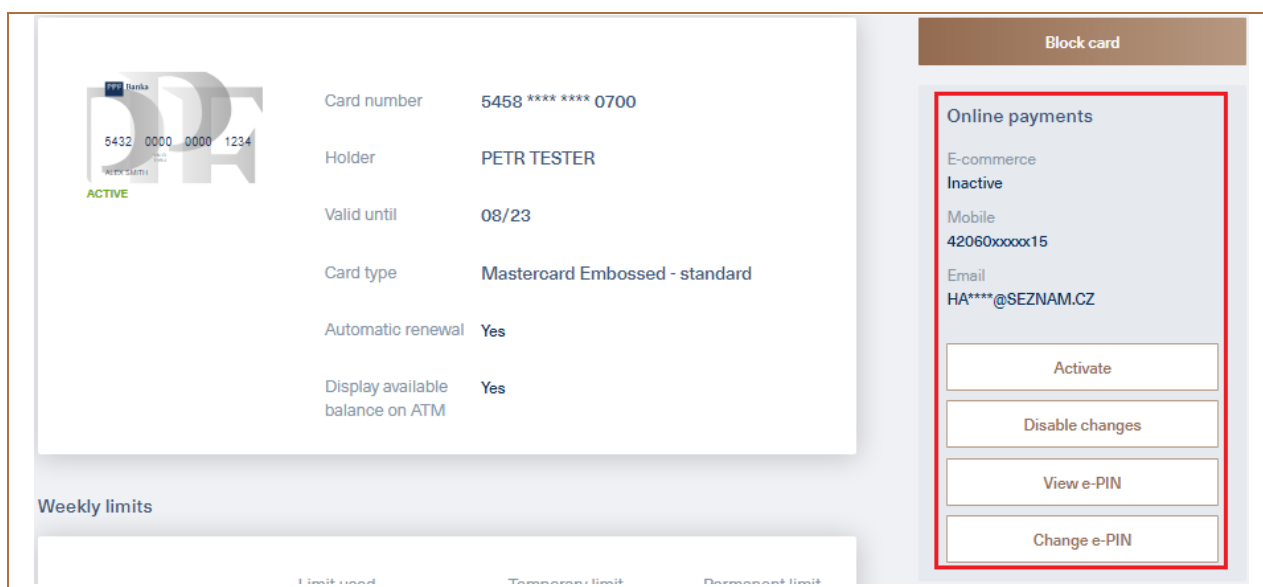 Block card
PPF Banka
5432 0000 0000 1234
ALEX SMITH
ACTIVE
Card number 5458 **** **** 0700
Holder PETR TESTER
Valid until 08/23
Card type Mastercard Embossed - standard
Automatic renewal Yes
Display available Yes
balance on ATM
Online payments
E-commerce
Inactive
Mobile
42060xxxxx15
Email
HA****@SEZNAM.CZ
Activate
Disable changes
View e-PIN
Change e-PIN
Weekly limits
Limit used Temporary limit Permanent limit